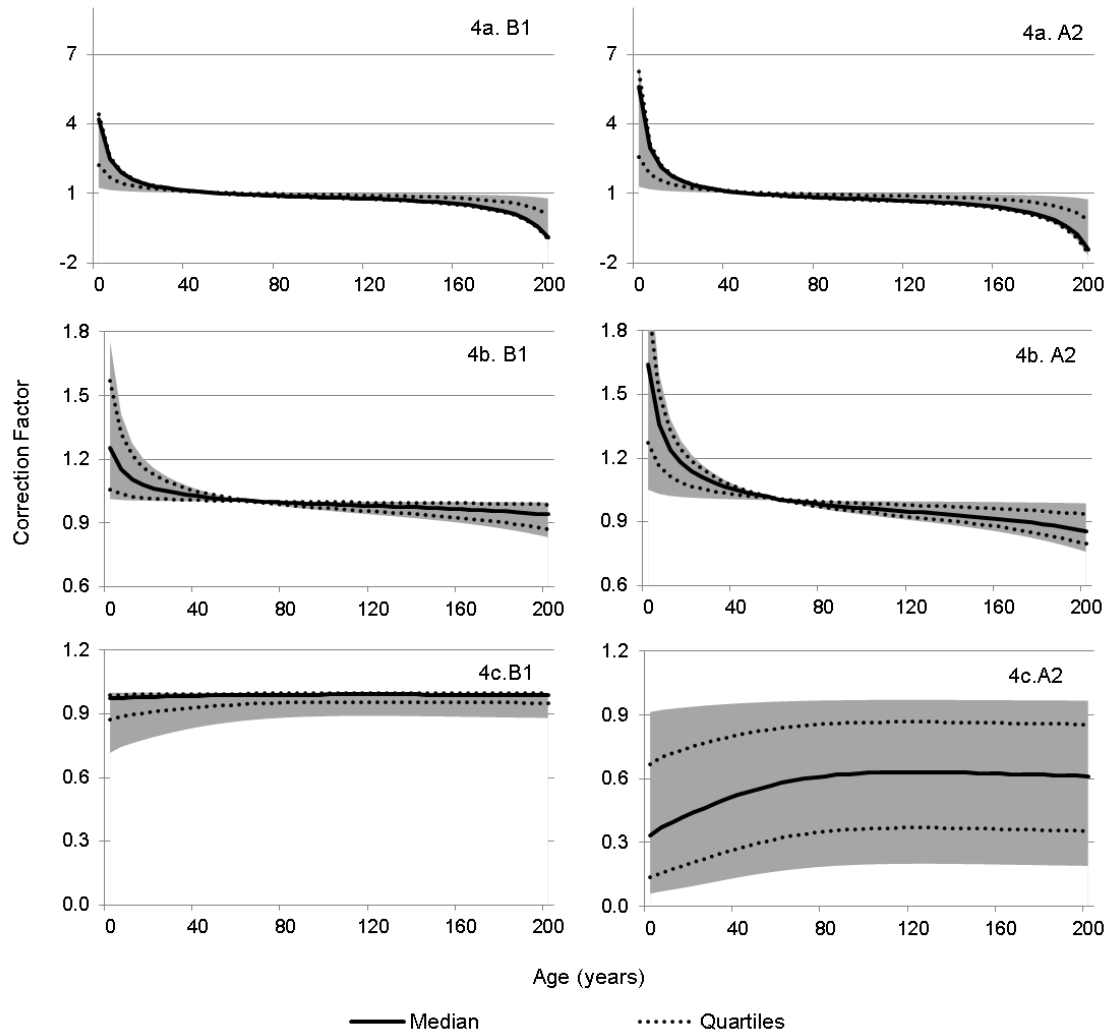 4a. B1
7
4
1
-2
0 40 80 120 160 200
4a. A2
7
4
1
-2
0 40 80 120 160 200
Correction Factor
4b. B1
1.8
1.5
1.2
0.9
0.6
0 40 80 120 160 200
4b. A2
1.8
1.5
1.2
0.9
0.6
0 40 80 120 160 200
4c.B1
1.2
0.9
0.6
0.3
0.0
0 40 80 120 160 200
4c.A2
1.2
0.9
0.6
0.3
0.0
0 40 80 120 160 200
Age (years)
Median Quartiles